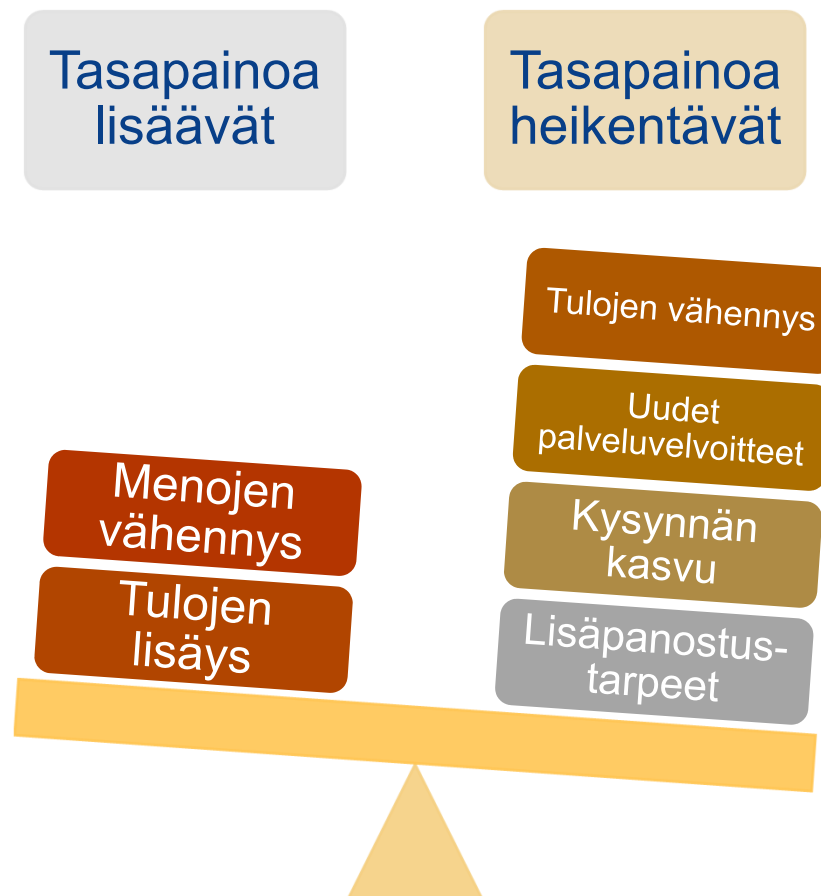 Tasapainoa
lisäävät
Tasapainoa
heikentävät
Tulojen vähennys
Uudet
palveluvelvoitteet
Kysynnän
kasvu
Lisäpanostus-
tarpeet
Menojen
vähennys
Tulojen
lisäys